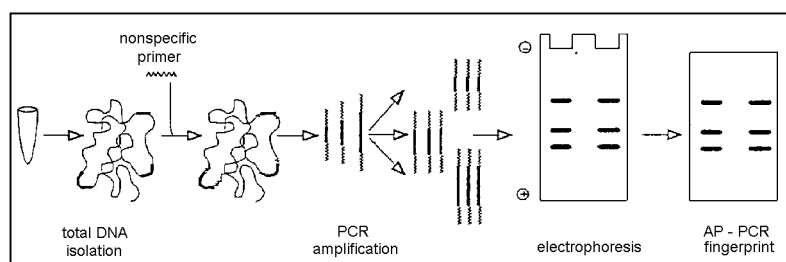 nonspecific
primer
−
+
total DNA
isolation
PCR
amplification
electrophoresis
AP - PCR
fingerprint